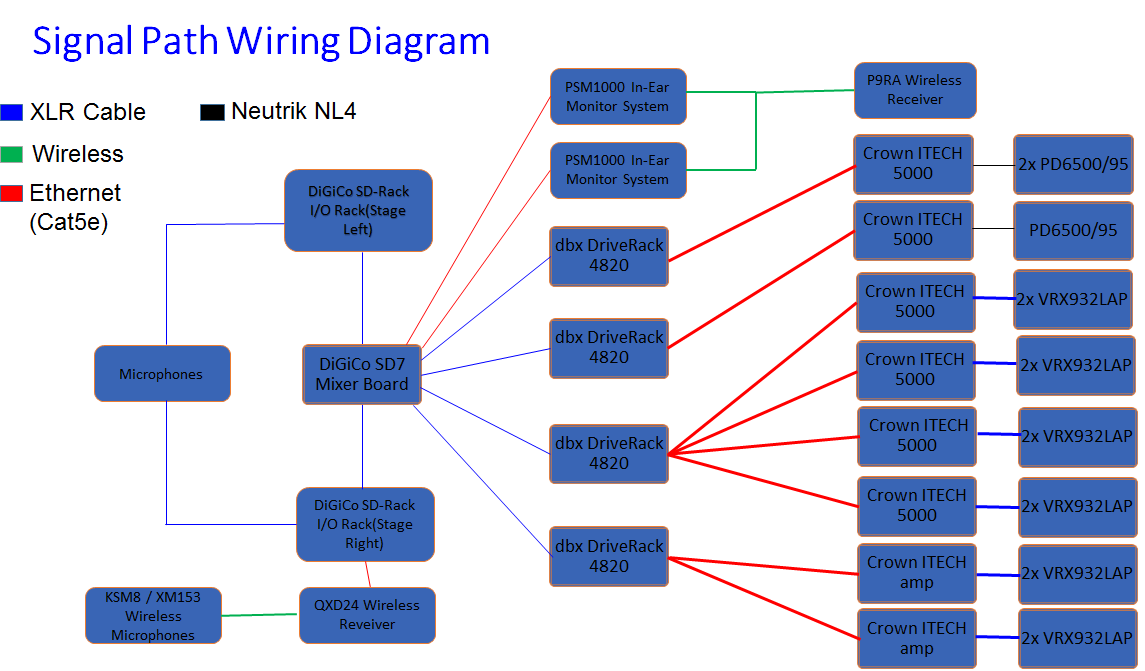 Signal Path Wiring Diagram
XLR Cable
Neutrik NL4
Wireless
Ethernet
(Cat5e)
PSM1000 In-Ear
Monitor System
P9RA Wireless
Receiver
PSM1000 In-Ear
Monitor System
Crown ITECH
5000
2x PD6500/95
DiGiCo SD-Rack
I/O Rack(Stage
Left)
Crown ITECH
5000
PD6500/95
dbx DriveRack
4820
Crown ITECH
5000
2x VRX932LAP
dbx DriveRack
4820
Crown ITECH
5000
2x VRX932LAP
Microphones
DiGiCo SD7
Mixer Board
Crown ITECH
5000
2x VRX932LAP
dbx DriveRack
4820
Crown ITECH
5000
2x VRX932LAP
DiGiCo SD-Rack
I/O Rack(Stage
Right)
dbx DriveRack
4820
Crown ITECH
amp
2x VRX932LAP
KSM8 / XM153
Wireless
Microphones
QXD24 Wireless
Reveiver
Crown ITECH
amp
2x VRX932LAP